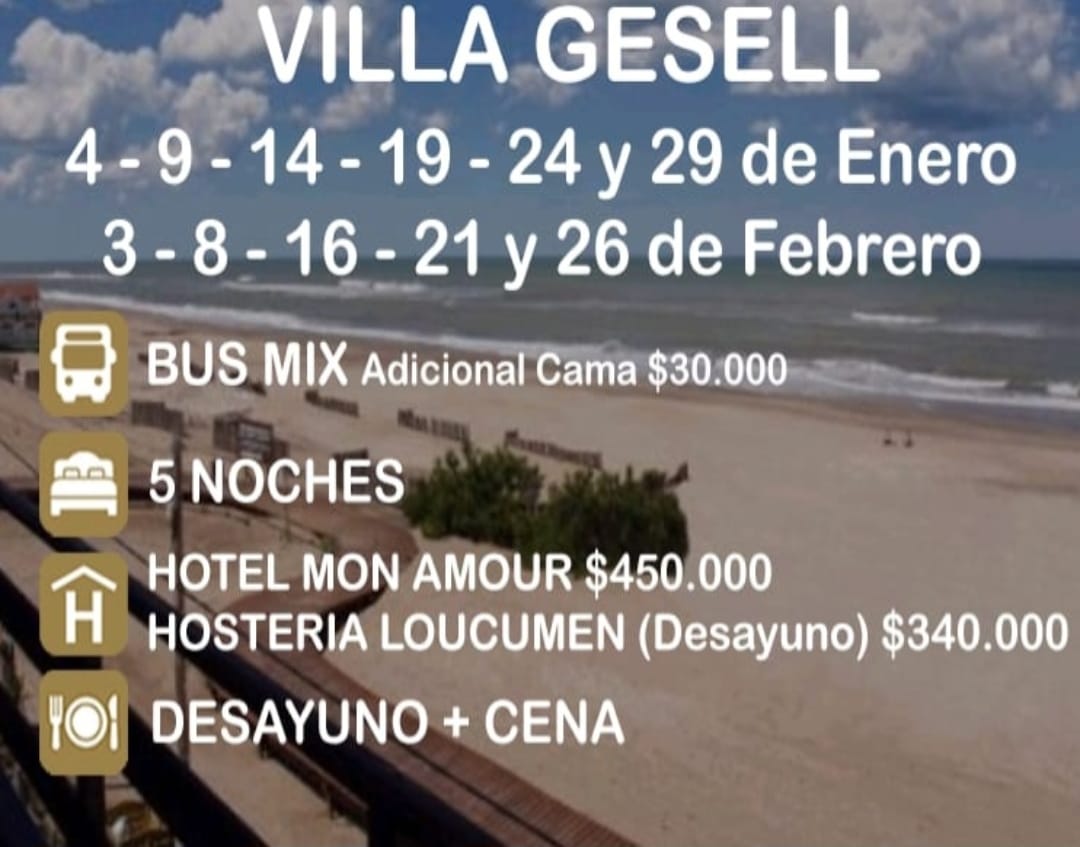 VILLA GESELL
4 - 9 - 14 - 19 - 24 y 29 de Enero
3 - 8 - 16 - 21 y 26 de Febrero
BUS MIX Adicional Cama $30.000
5 NOCHES
H
HOTEL MON AMOUR $450.000
HOSTERIA LOUCUMEN (Desayuno) $340.000
DESAYUNO + CENA